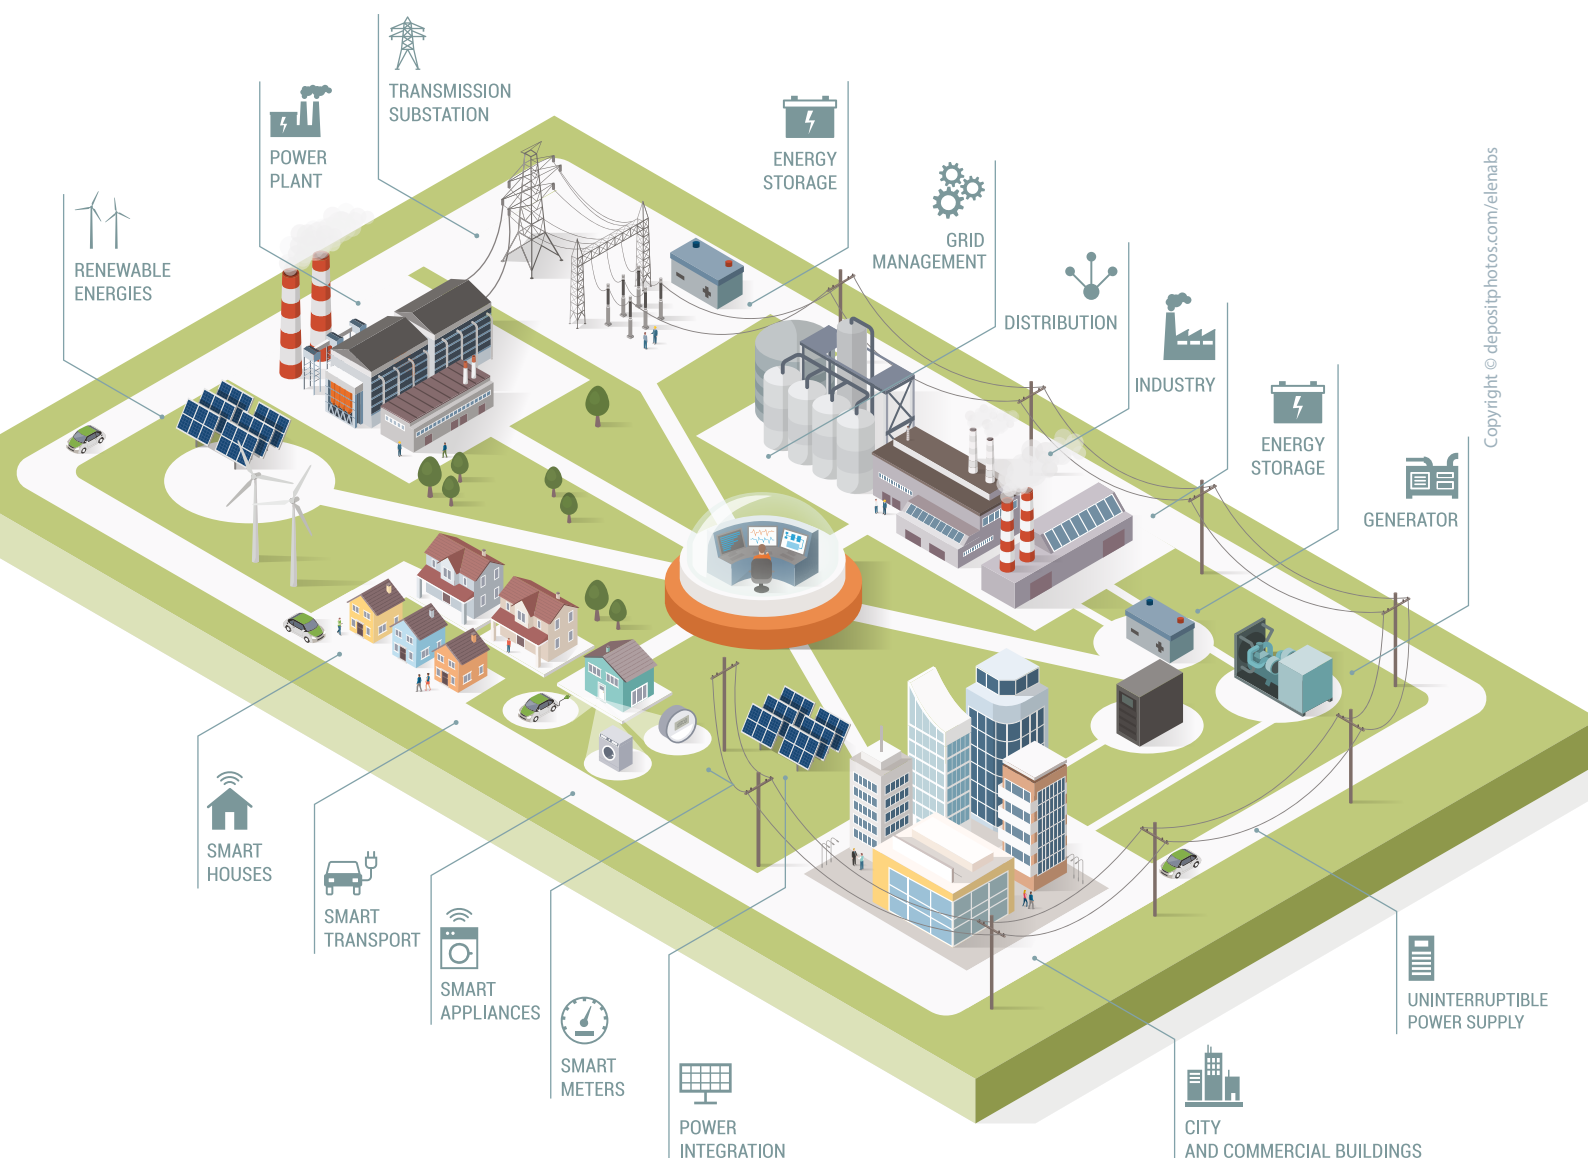 TRANSMISSION
SUBSTATION
POWER
PLANT
ENERGY
STORAGE
RENEWABLE
ENERGIES
GRID
MANAGEMENT
DISTRIBUTION
INDUSTRY
ENERGY
STORAGE
GENERATOR
Copyright © depositphotos.com/elenabs
SMART
HOUSES
SMART
TRANSPORT
SMART
APPLIANCES
SMART
METERS
POWER
INTEGRATION
UNINTERRUPTIBLE
POWER SUPPLY
CITY
AND COMMERCIAL BUILDINGS